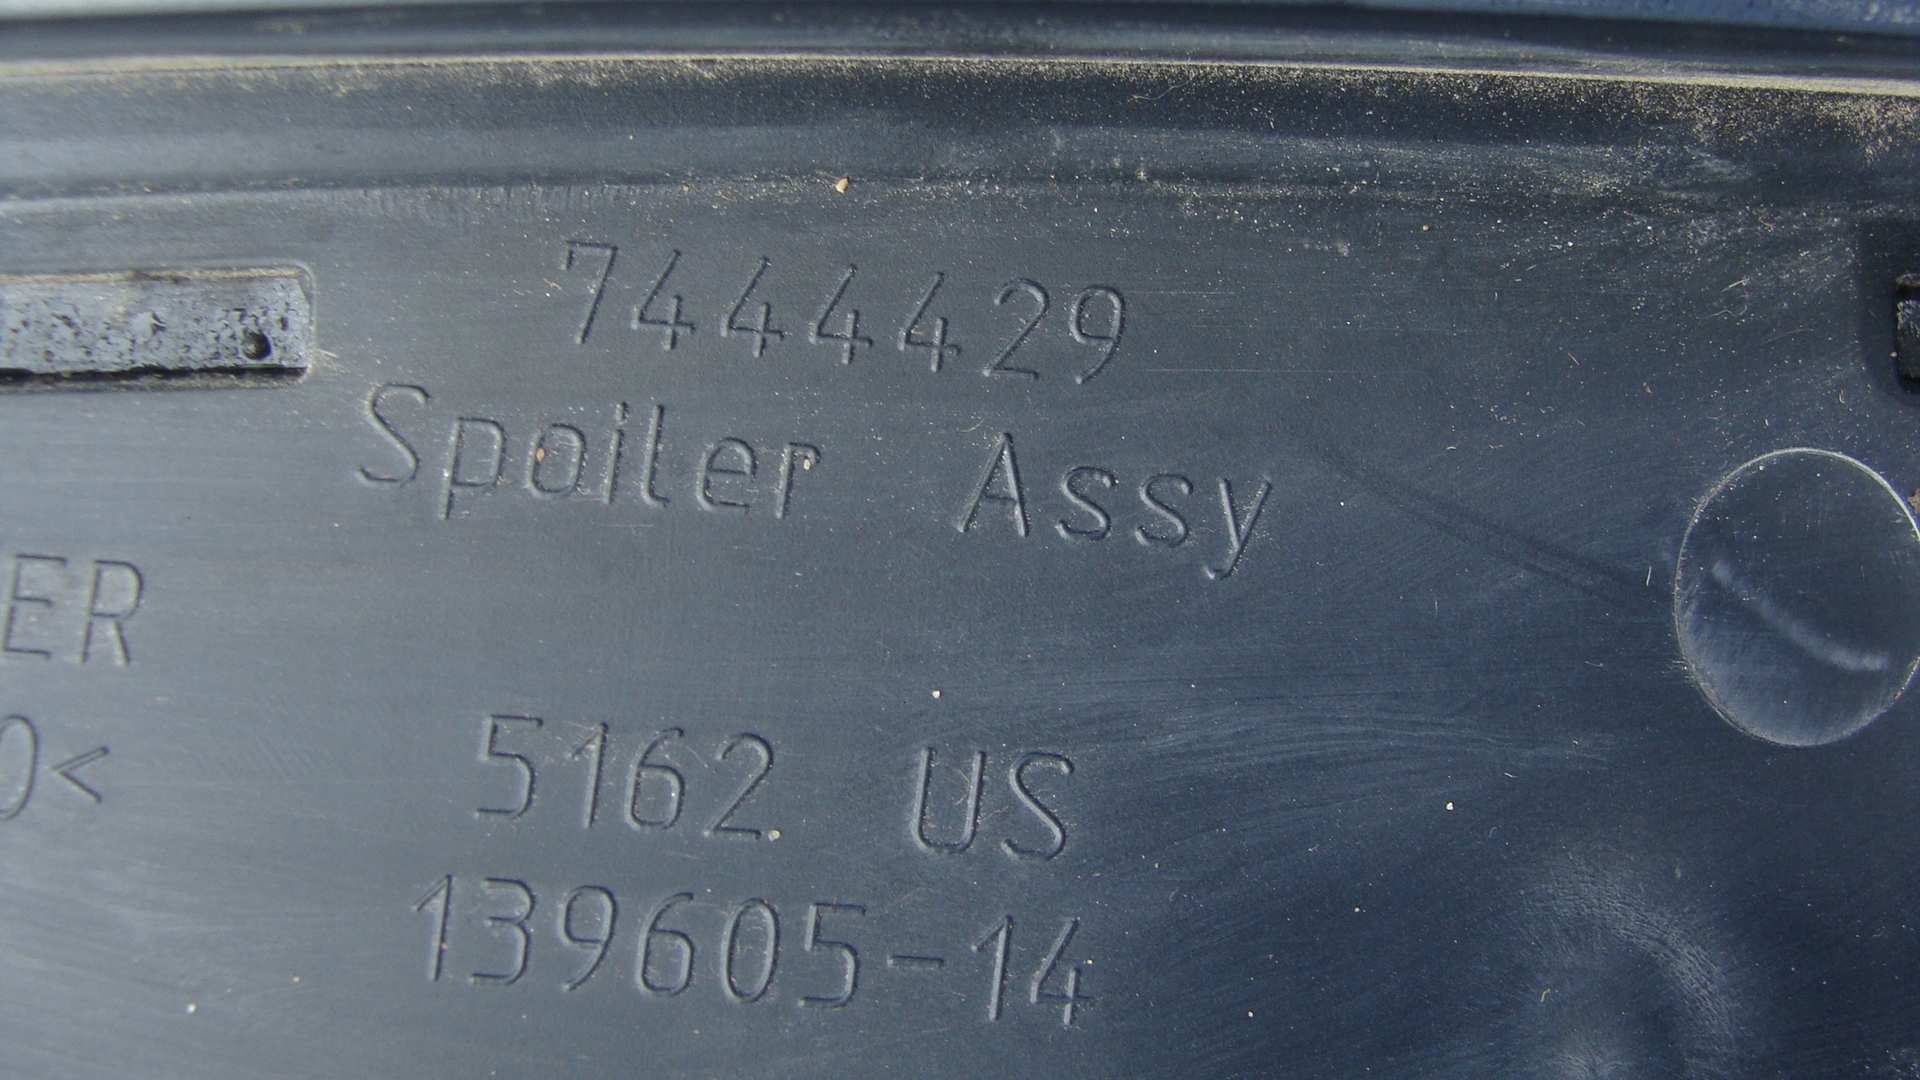 7444429
Spoiler Assy
ER
0<
5162 US
139605-14